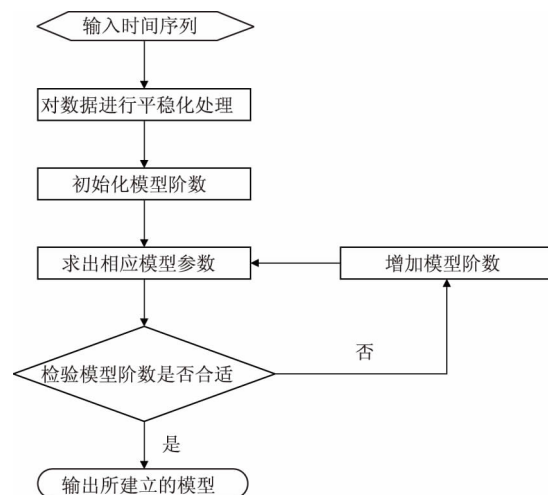 输入时间序列
对数据进行平稳化处理
初始化模型阶数
求出相应模型参数
增加模型阶数
检验模型阶数是否合适
否
是
输出所建立的模型